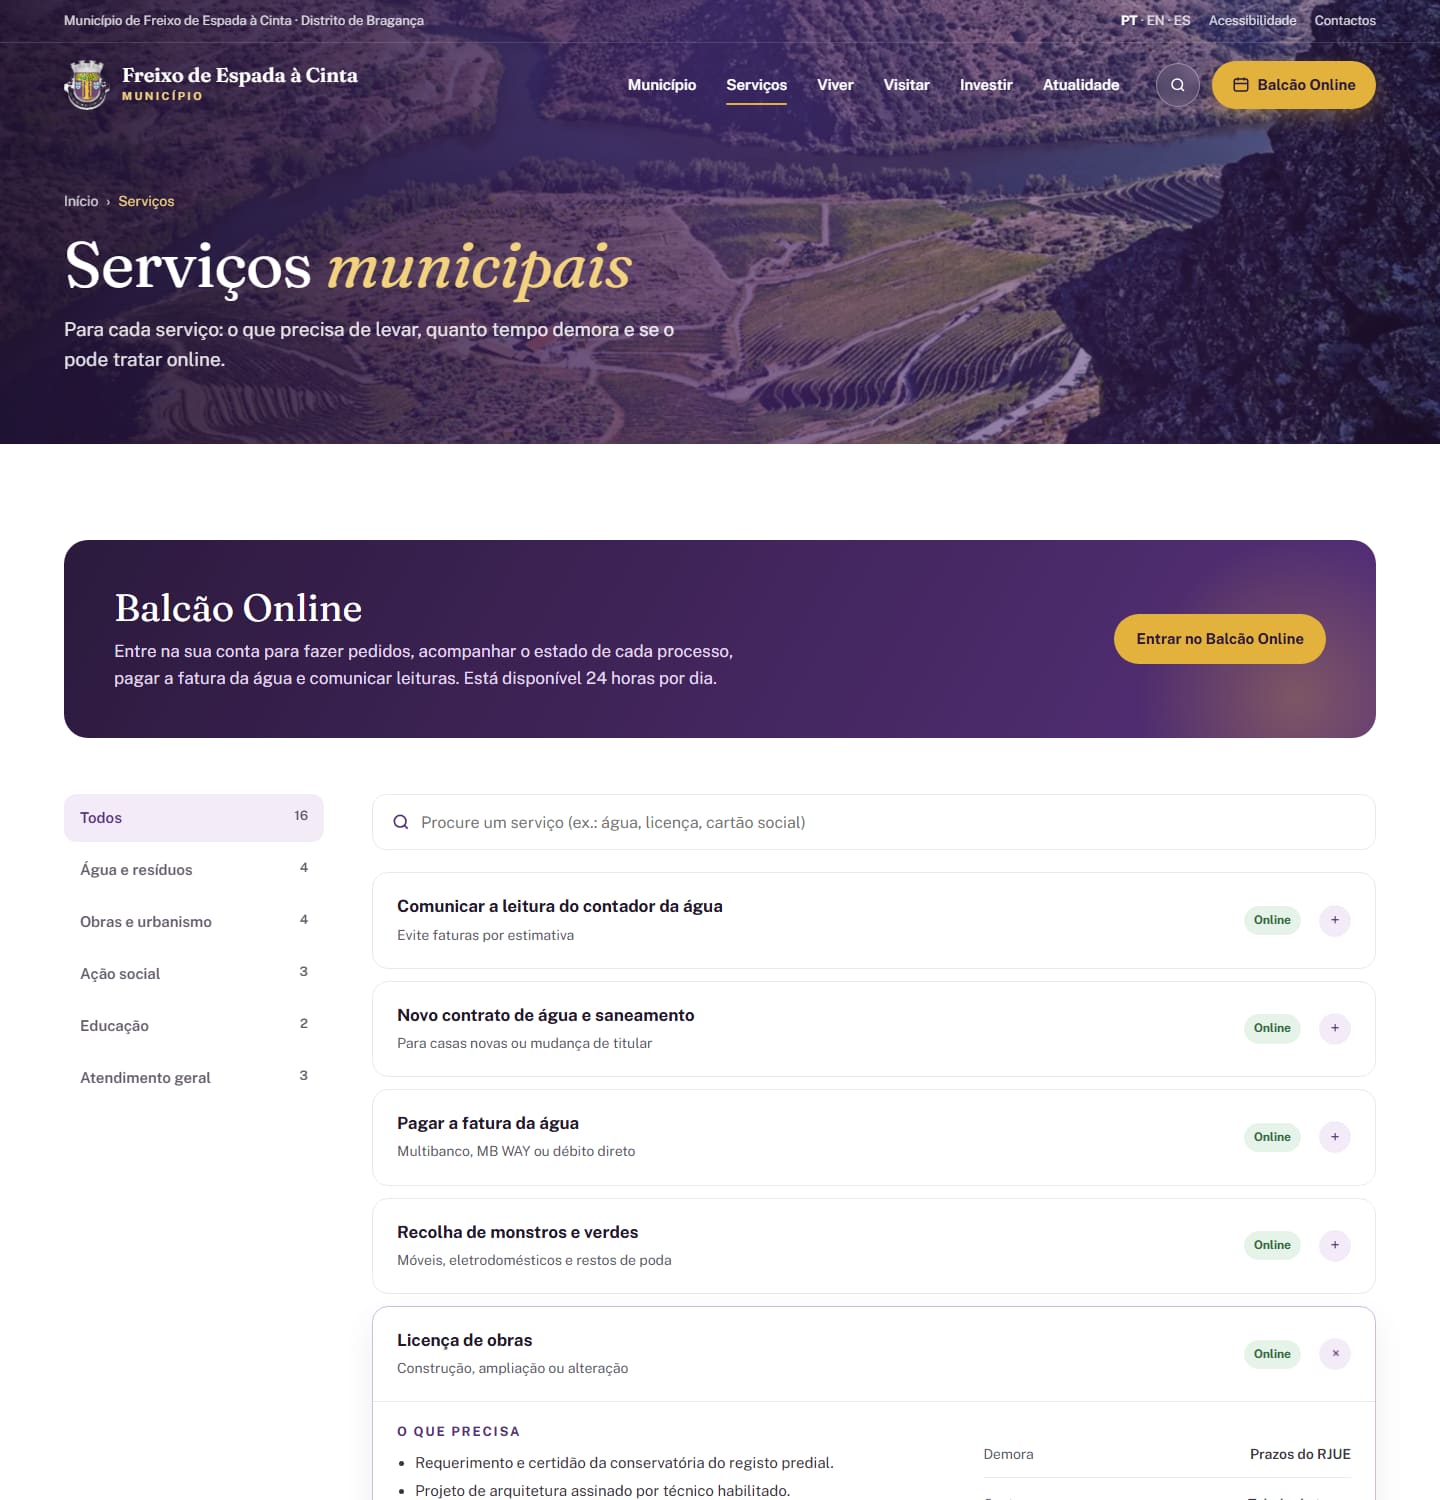 Município de Freixo de Espada à Cinta · Distrito de Bragança
PT · EN · ES Acessibilidade Contactos
Freixo de Espada à Cinta
MUNICÍPIO
Município Serviços Viver Visitar Investir Atualidade Balcão Online
Início › Serviços
Serviços municipais
Para cada serviço: o que precisa de levar, quanto tempo demora e se o
pode tratar online.
Balcão Online
Entre na sua conta para fazer pedidos, acompanhar o estado de cada processo,
pagar a fatura da água e comunicar leituras. Está disponível 24 horas por dia.
Entrar no Balcão Online
Todos 16
Água e resíduos 4
Obras e urbanismo 4
Ação social 3
Educação 2
Atendimento geral 3
Procure um serviço (ex.: água, licença, cartão social)
Comunicar a leitura do contador da água
Evite faturas por estimativa
Online +
Novo contrato de água e saneamento
Para casas novas ou mudança de titular
Online +
Pagar a fatura da água
Multibanco, MB WAY ou débito direto
Online +
Recolha de monstros e verdes
Móveis, eletrodomésticos e restos de poda
Online +
Licença de obras
Construção, ampliação ou alteração
Online ×
O QUE PRECISA
• Requerimento e certidão da conservatória do registo predial.
• Projeto de arquitetura assinado por técnico habilitado.
Demora Prazos do RJUE